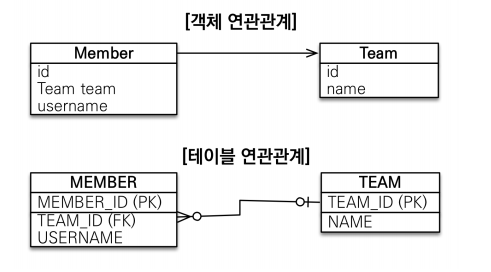 [객체 연관관계]
Member
id
Team team
username
Team
id
name
[테이블 연관관계]
MEMBER
MEMBER_ID (PK)
TEAM_ID (FK)
USERNAME
TEAM
TEAM_ID (PK)
NAME